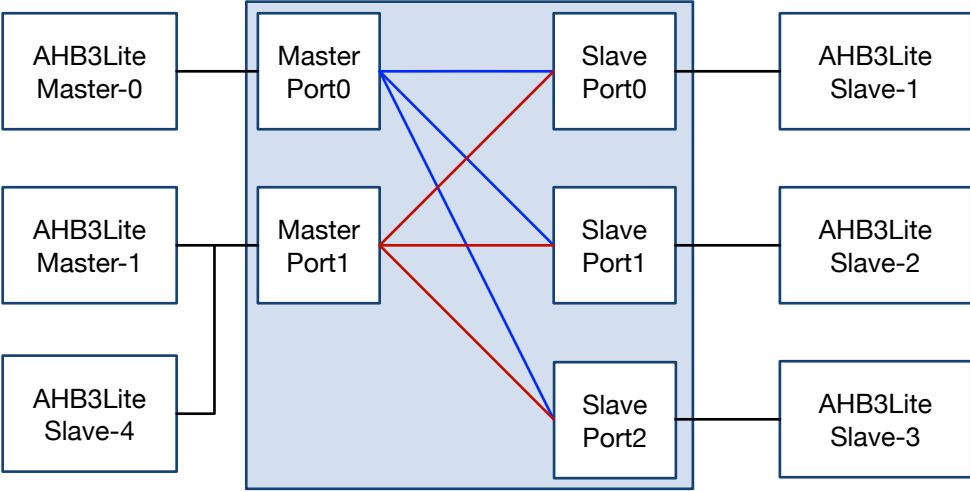 AHB3Lite
Master-0
Master
Port0
Slave
Port0
AHB3Lite
Slave-1
AHB3Lite
Master-1
Master
Port1
Slave
Port1
AHB3Lite
Slave-2
AHB3Lite
Slave-4
Slave
Port2
AHB3Lite
Slave-3